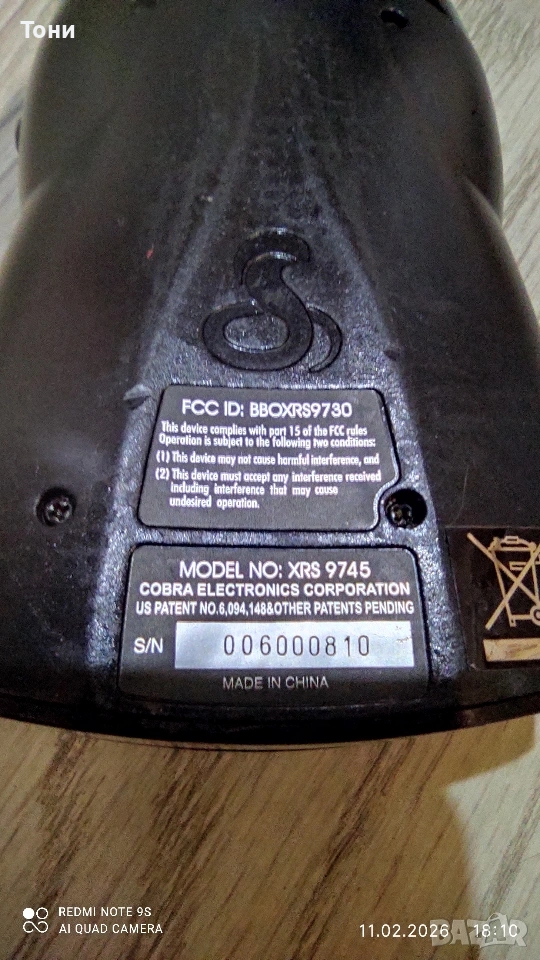 Тони
FCC ID: BBOXRS9730
This device complies with part 15 of the FCC rules
Operation is subject to the following two conditions:
(1) This device may not cause harmful interference, and
(2) This device must accept any interference received
including interference that may cause
undesired operation.
MODEL NO: XRS 9745
COBRA ELECTRONICS CORPORATION
US PATENT NO.6,094,148&OTHER PATENTS PENDING
S/N 006000810
MADE IN CHINA
REDMI NOTE 9S
AI QUAD CAMERA
11.02.2026 18:10
BAZAR